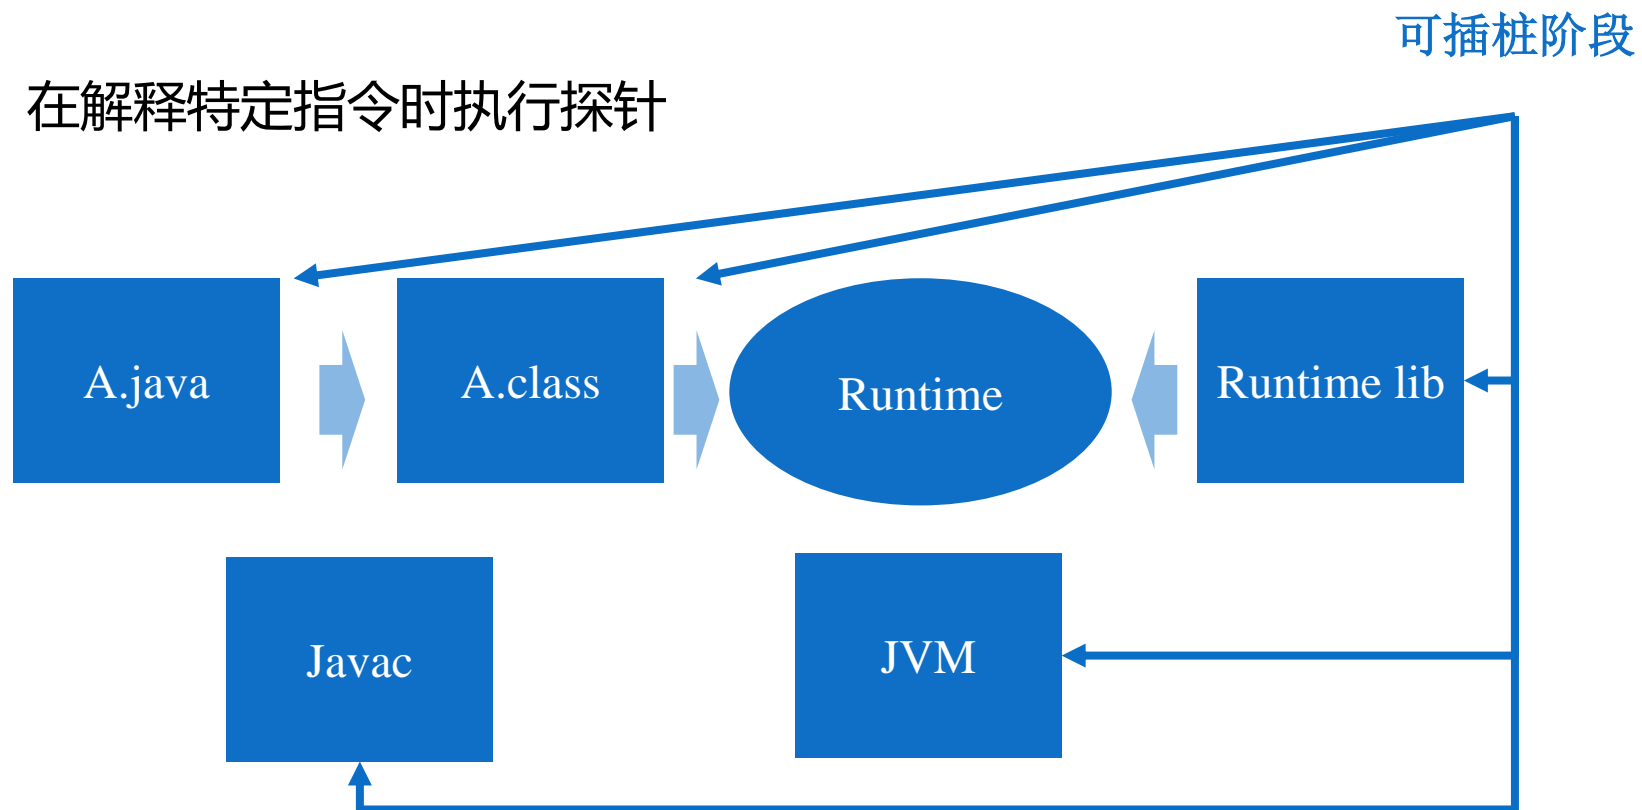 可插桩阶段
在解释特定指令时执行探针
A.java
A.class
Runtime
Runtime lib
Javac
JVM